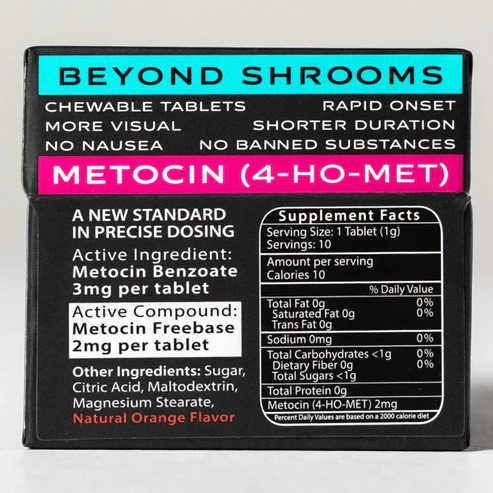 BEYOND SHROOMS
CHEWABLE TABLETS RAPID ONSET
MORE VISUAL SHORTER DURATION
NO NAUSEA NO BANNED SUBSTANCES
METOCIN (4-HO-MET)
A NEW STANDARD
IN PRECISE DOSING
Active Ingredient:
Metocin Benzoate
3mg per tablet
Active Compound:
Metocin Freebase
2mg per tablet
Other Ingredients: Sugar,
Citric Acid, Maltodextrin,
Magnesium Stearate,
Natural Orange Flavor
Supplement Facts
Serving Size: 1 Tablet (1g)
Servings: 10
Amount per serving
Calories 10
% Daily Value
Total Fat 0g 0%
Saturated Fat 0g 0%
Trans Fat 0g
Sodium 0mg 0%
Total Carbohydrates <1g 0%
Dietary Fiber 0g 0%
Total Sugars <1g
Total Protein 0g
Metocin (4-HO-MET) 2mg
Percent Daily Values are based on a 2000 calorie diet